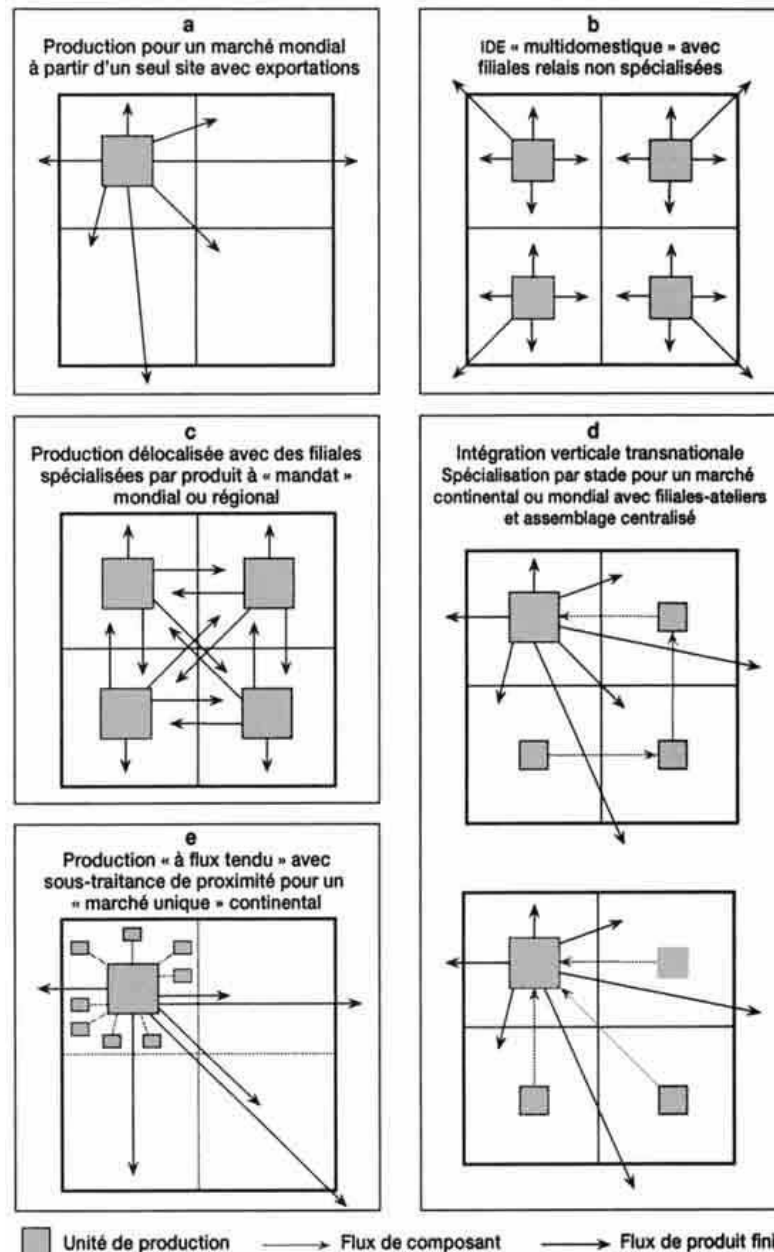 a
Production pour un marché mondial
à partir d'un seul site avec exportations
b
IDE « multidomestique » avec
filiales relais non spécialisées
c
Production délocalisée avec des filiales
spécialisées par produit à « mandat »
mondial ou régional
d
Intégration verticale transnationale
Spécialisation par stade pour un marché
continental ou mondial avec filiales-ateliers
et assemblage centralisé
e
Production « à flux tendu » avec
sous-traitance de proximité pour un
« marché unique » continental
Unité de production
Flux de composant
Flux de produit fini